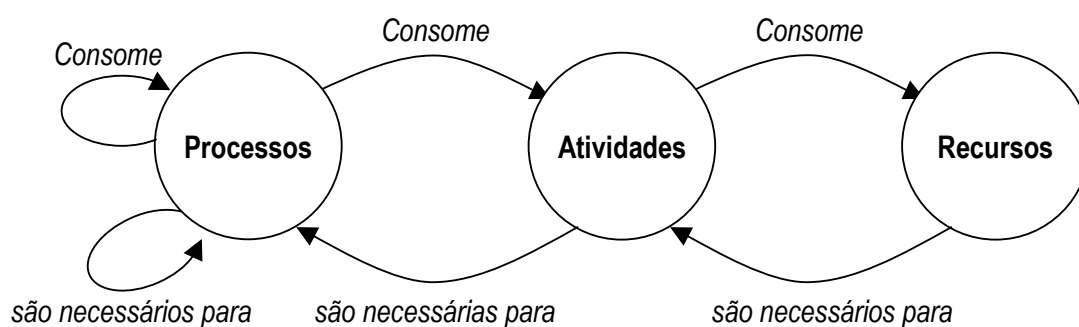 Consome
Consome
Consome
Processos
Atividades
Recursos
são necessários para
são necessárias para
são necessários para